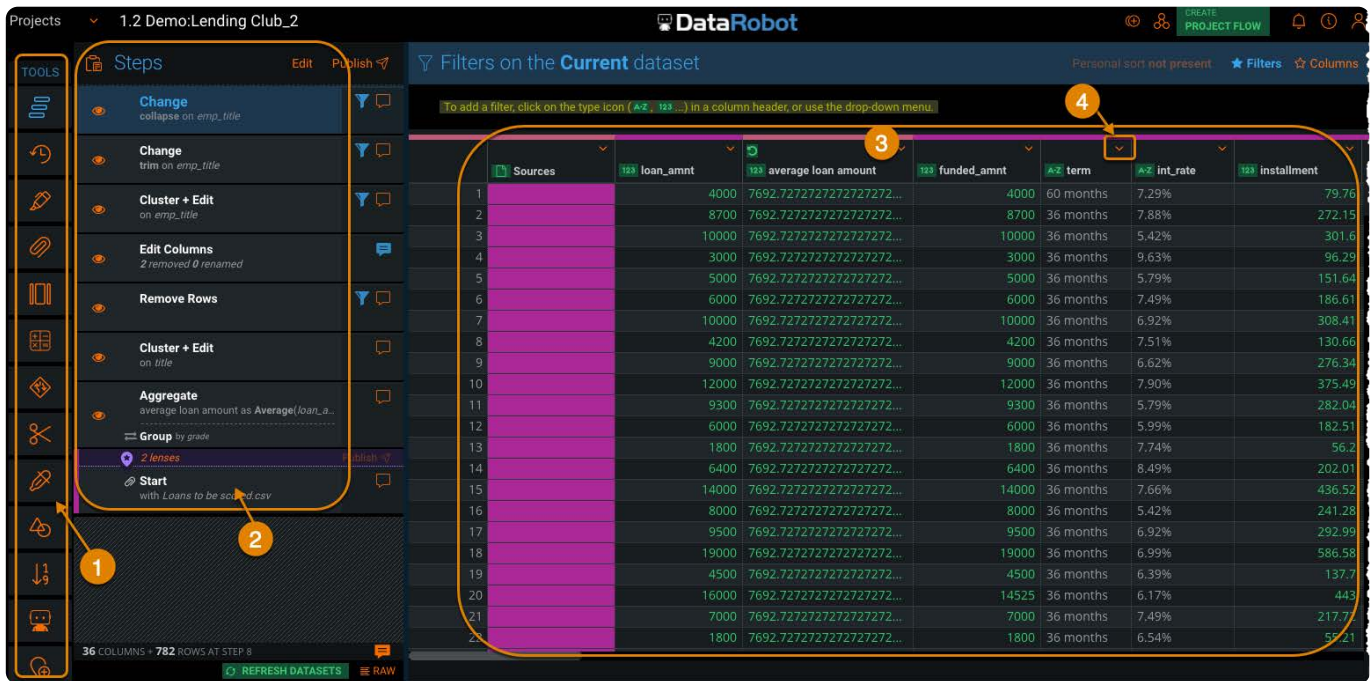 Projects 1.2 Demo:Lending Club_2 DataRobot CREATE PROJECT FLOW
TOOLS
Steps Edit Publish
Change
collapse on emp_title
Change
trim on emp_title
Cluster + Edit
on emp_title
Edit Columns
2 removed 0 renamed
Remove Rows
Cluster + Edit
on title
Aggregate
average loan amount as Average(loan_a...
Group by grade
2 lenses Publish
Start
with Loans to be scored.csv
1
2
36 COLUMNS + 782 ROWS AT STEP 8
REFRESH DATASETS RAW
Filters on the Current dataset Personal sort not present Filters Columns
To add a filter, click on the type icon ( A-Z , 123 ...) in a column header, or use the drop-down menu.
3
4
Sources 123 loan_amnt 123 average loan amount 123 funded_amnt A-Z term A-Z int_rate 123 installment
1 4000 7692.7272727272727272... 4000 60 months 7.29% 79.76
2 8700 7692.7272727272727272... 8700 36 months 7.88% 272.15
3 10000 7692.7272727272727272... 10000 36 months 5.42% 301.6
4 3000 7692.7272727272727272... 3000 36 months 9.63% 96.29
5 5000 7692.7272727272727272... 5000 36 months 5.79% 151.64
6 6000 7692.7272727272727272... 6000 36 months 7.49% 186.61
7 10000 7692.7272727272727272... 10000 36 months 6.92% 308.41
8 4200 7692.7272727272727272... 4200 36 months 7.51% 130.66
9 9000 7692.7272727272727272... 9000 36 months 6.62% 276.34
10 12000 7692.7272727272727272... 12000 36 months 7.90% 375.49
11 9300 7692.7272727272727272... 9300 36 months 5.79% 282.04
12 6000 7692.7272727272727272... 6000 36 months 5.99% 182.51
13 1800 7692.7272727272727272... 1800 36 months 7.74% 56.2
14 6400 7692.7272727272727272... 6400 36 months 8.49% 202.01
15 14000 7692.7272727272727272... 14000 36 months 7.66% 436.52
16 8000 7692.7272727272727272... 8000 36 months 5.42% 241.28
17 9500 7692.7272727272727272... 9500 36 months 6.92% 292.99
18 19000 7692.7272727272727272... 19000 36 months 6.99% 586.58
19 4500 7692.7272727272727272... 4500 36 months 6.39% 137.7
20 16000 7692.7272727272727272... 14525 36 months 6.17% 443
21 7000 7692.7272727272727272... 7000 36 months 7.49% 217.72
22 1800 7692.7272727272727272... 1800 36 months 6.54% 55.21